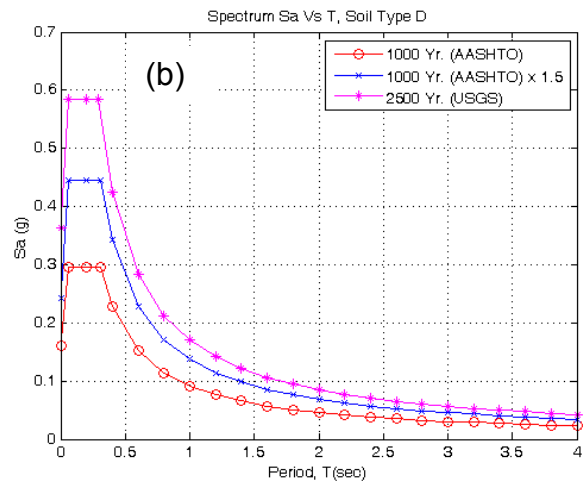 Spectrum Sa Vs T, Soil Type D
(b)
1000 Yr. (AASHTO)
1000 Yr. (AASHTO) x 1.5
2500 Yr. (USGS)
0.7
0.6
0.5
0.4
0.3
0.2
0.1
0
Sa (g)
0 0.5 1 1.5 2 2.5 3 3.5 4
Period, T(sec)